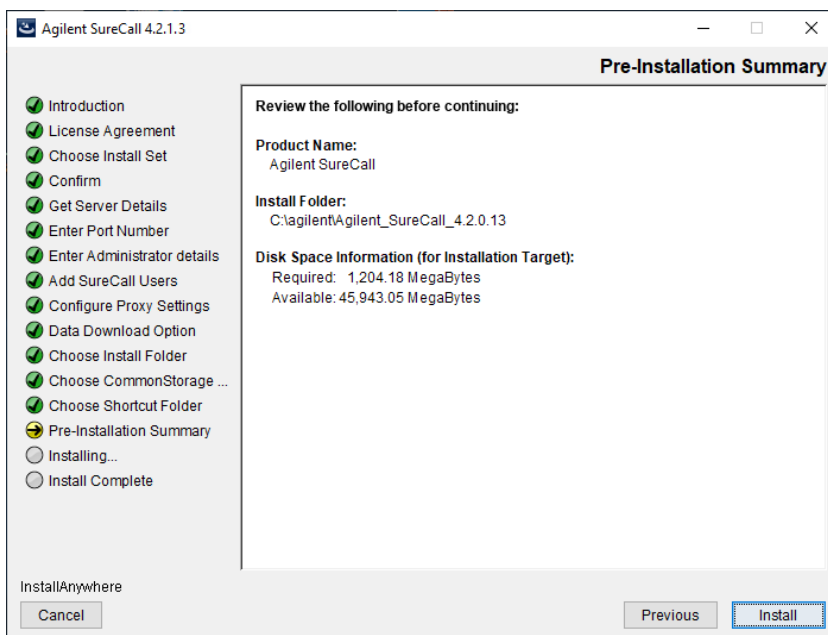 Agilent SureCall 4.2.1.3
Pre-Installation Summary
Introduction
License Agreement
Choose Install Set
Confirm
Get Server Details
Enter Port Number
Enter Administrator details
Add SureCall Users
Configure Proxy Settings
Data Download Option
Choose Install Folder
Choose CommonStorage ...
Choose Shortcut Folder
Pre-Installation Summary
Installing...
Install Complete
Review the following before continuing:
Product Name:
Agilent SureCall
Install Folder:
C:\agilent\Agilent_SureCall_4.2.0.13
Disk Space Information (for Installation Target):
Required: 1,204.18 MegaBytes
Available: 45,943.05 MegaBytes
InstallAnywhere
Cancel
Previous
Install